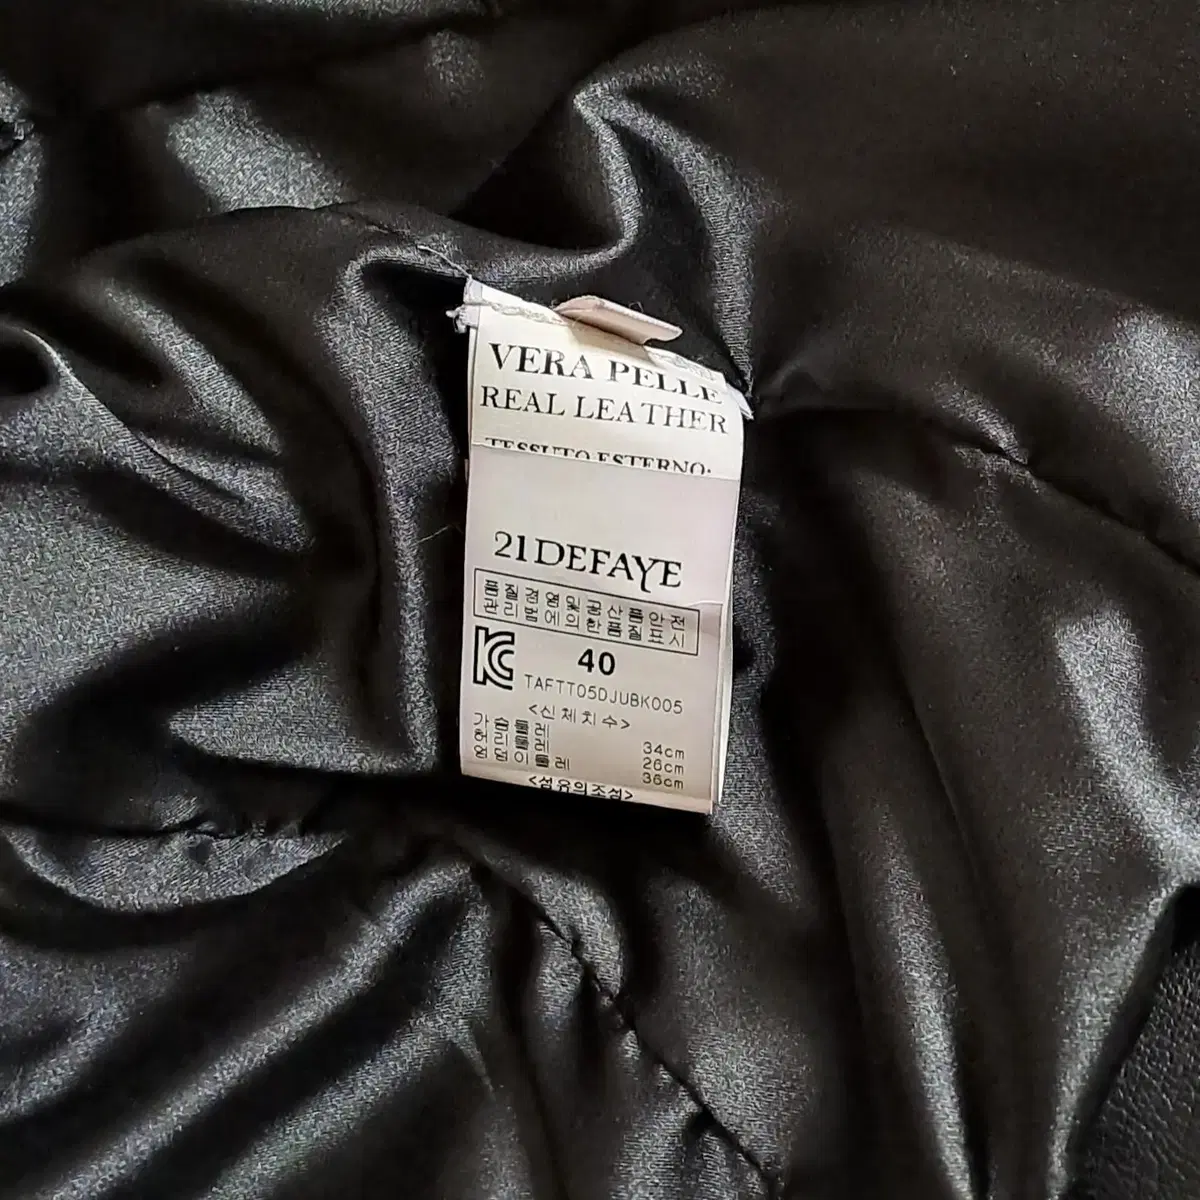 VERA PELLE
REAL LEATHER
TESSUTO ESTERNO:
21DEFAYE
품질경영및공산품안전
관리법에의한품질표시
40
TAFTT05DJUBK005
<신체치수>
가슴둘레 34cm
허리둘레 26cm
엉덩이둘레 36cm
<섬유의조성>